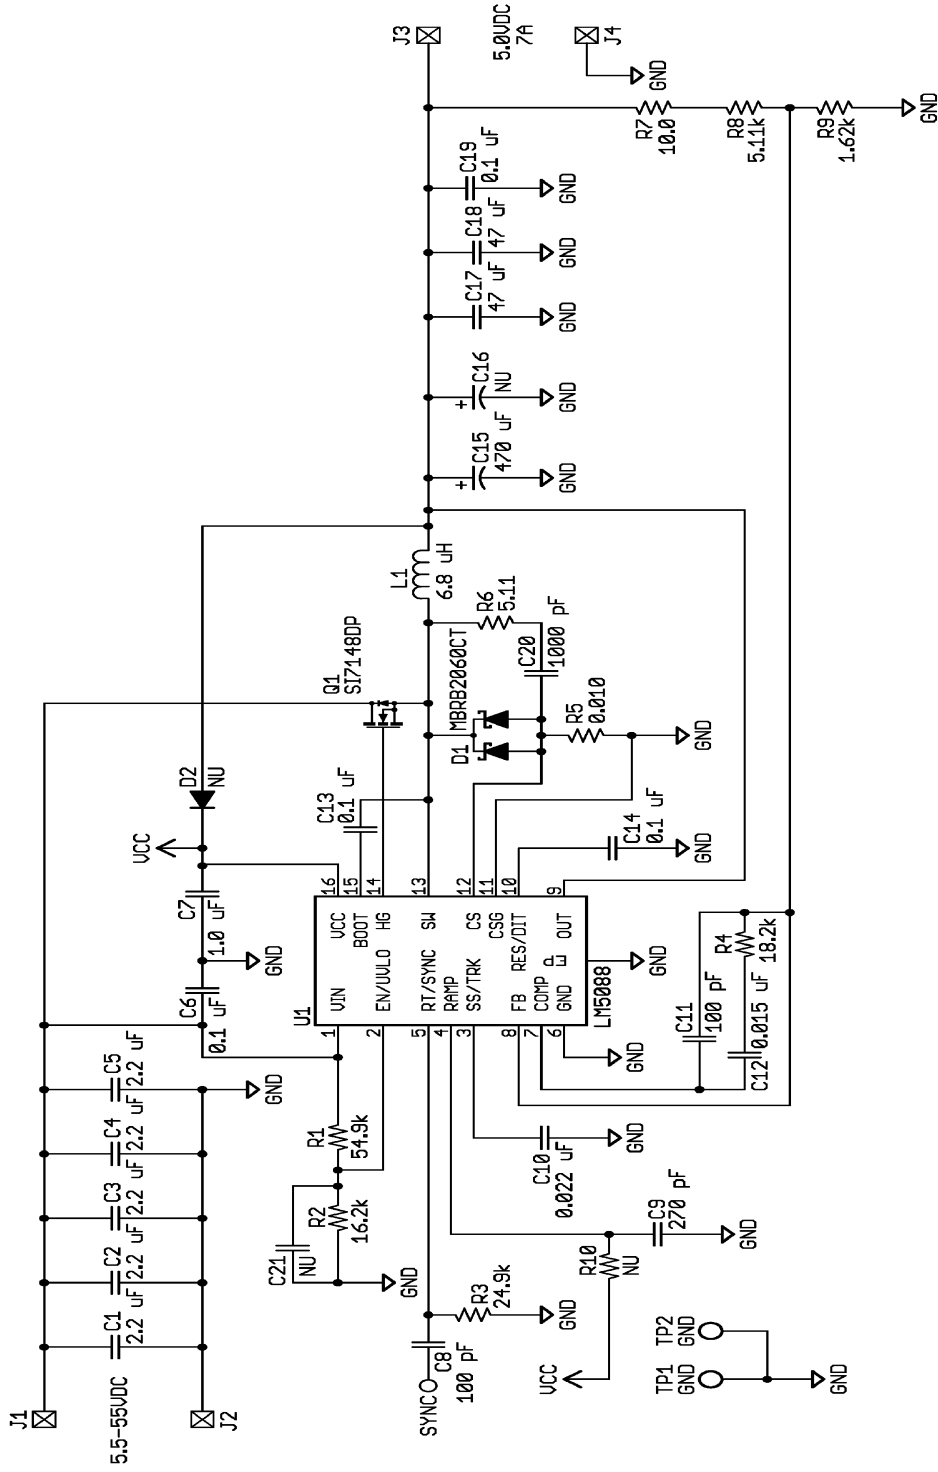 J1
5.5-55VDC
J2
C1
2.2 uF
C2
2.2 uF
C3
2.2 uF
C4
2.2 uF
C5
2.2 uF
GND
C6
0.1 uF
GND
C7
1.0 uF
VCC
D2
NU
C21
NU
R2
16.2k
R1
54.9k
GND
U1
1
2
5
4
3
8
7
6
VIN
EN/UVLO
RT/SYNC
RAMP
SS/TRK
FB
COMP
GND
VCC
BOOT
HG
SW
CS
CSG
RES/DIT
EP
OUT
16
15
14
13
12
11
10
9
LM5088
GND
GND
C13
0.1 uF
Q1
SI7148DP
L1
6.8 uH
D1
MBRB2060CT
R6
5.11
C20
1000 pF
R5
0.010
GND
C14
0.1 uF
GND
SYNC
C8
100 pF
R3
24.9k
GND
VCC
R10
NU
C9
270 pF
GND
C10
0.022 uF
GND
C11
100 pF
C12
0.015 uF
R4
18.2k
TP1
GND
TP2
GND
GND
C15
470 uF
GND
C16
NU
GND
C17
47 uF
GND
C18
47 uF
GND
C19
0.1 uF
GND
J3
5.0VDC
7A
J4
GND
R7
10.0
R8
5.11k
R9
1.62k
GND